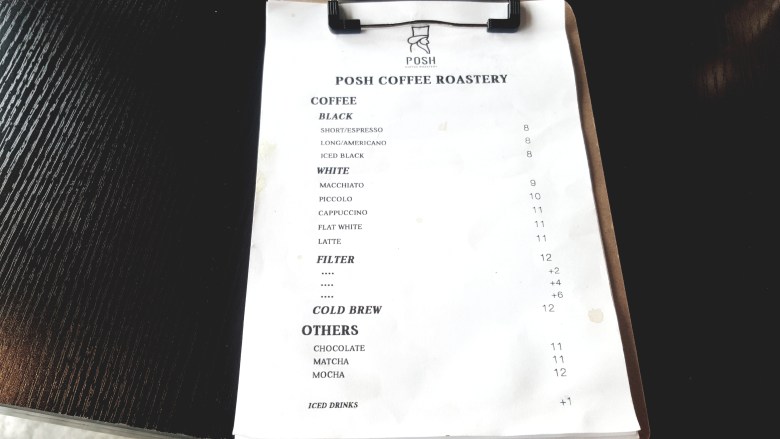 POSH
POSH COFFEE ROASTERY
COFFEE
BLACK
SHORT/ESPRESSO 8
LONG/AMERICANO 8
ICED BLACK 8
WHITE
MACCHIATO 9
PICCOLO 10
CAPPUCCINO 11
FLAT WHITE 11
LATTE 11
FILTER 12
.... +2
.... +4
.... +6
COLD BREW 12
OTHERS
CHOCOLATE 11
MATCHA 11
MOCHA 12
ICED DRINKS +1